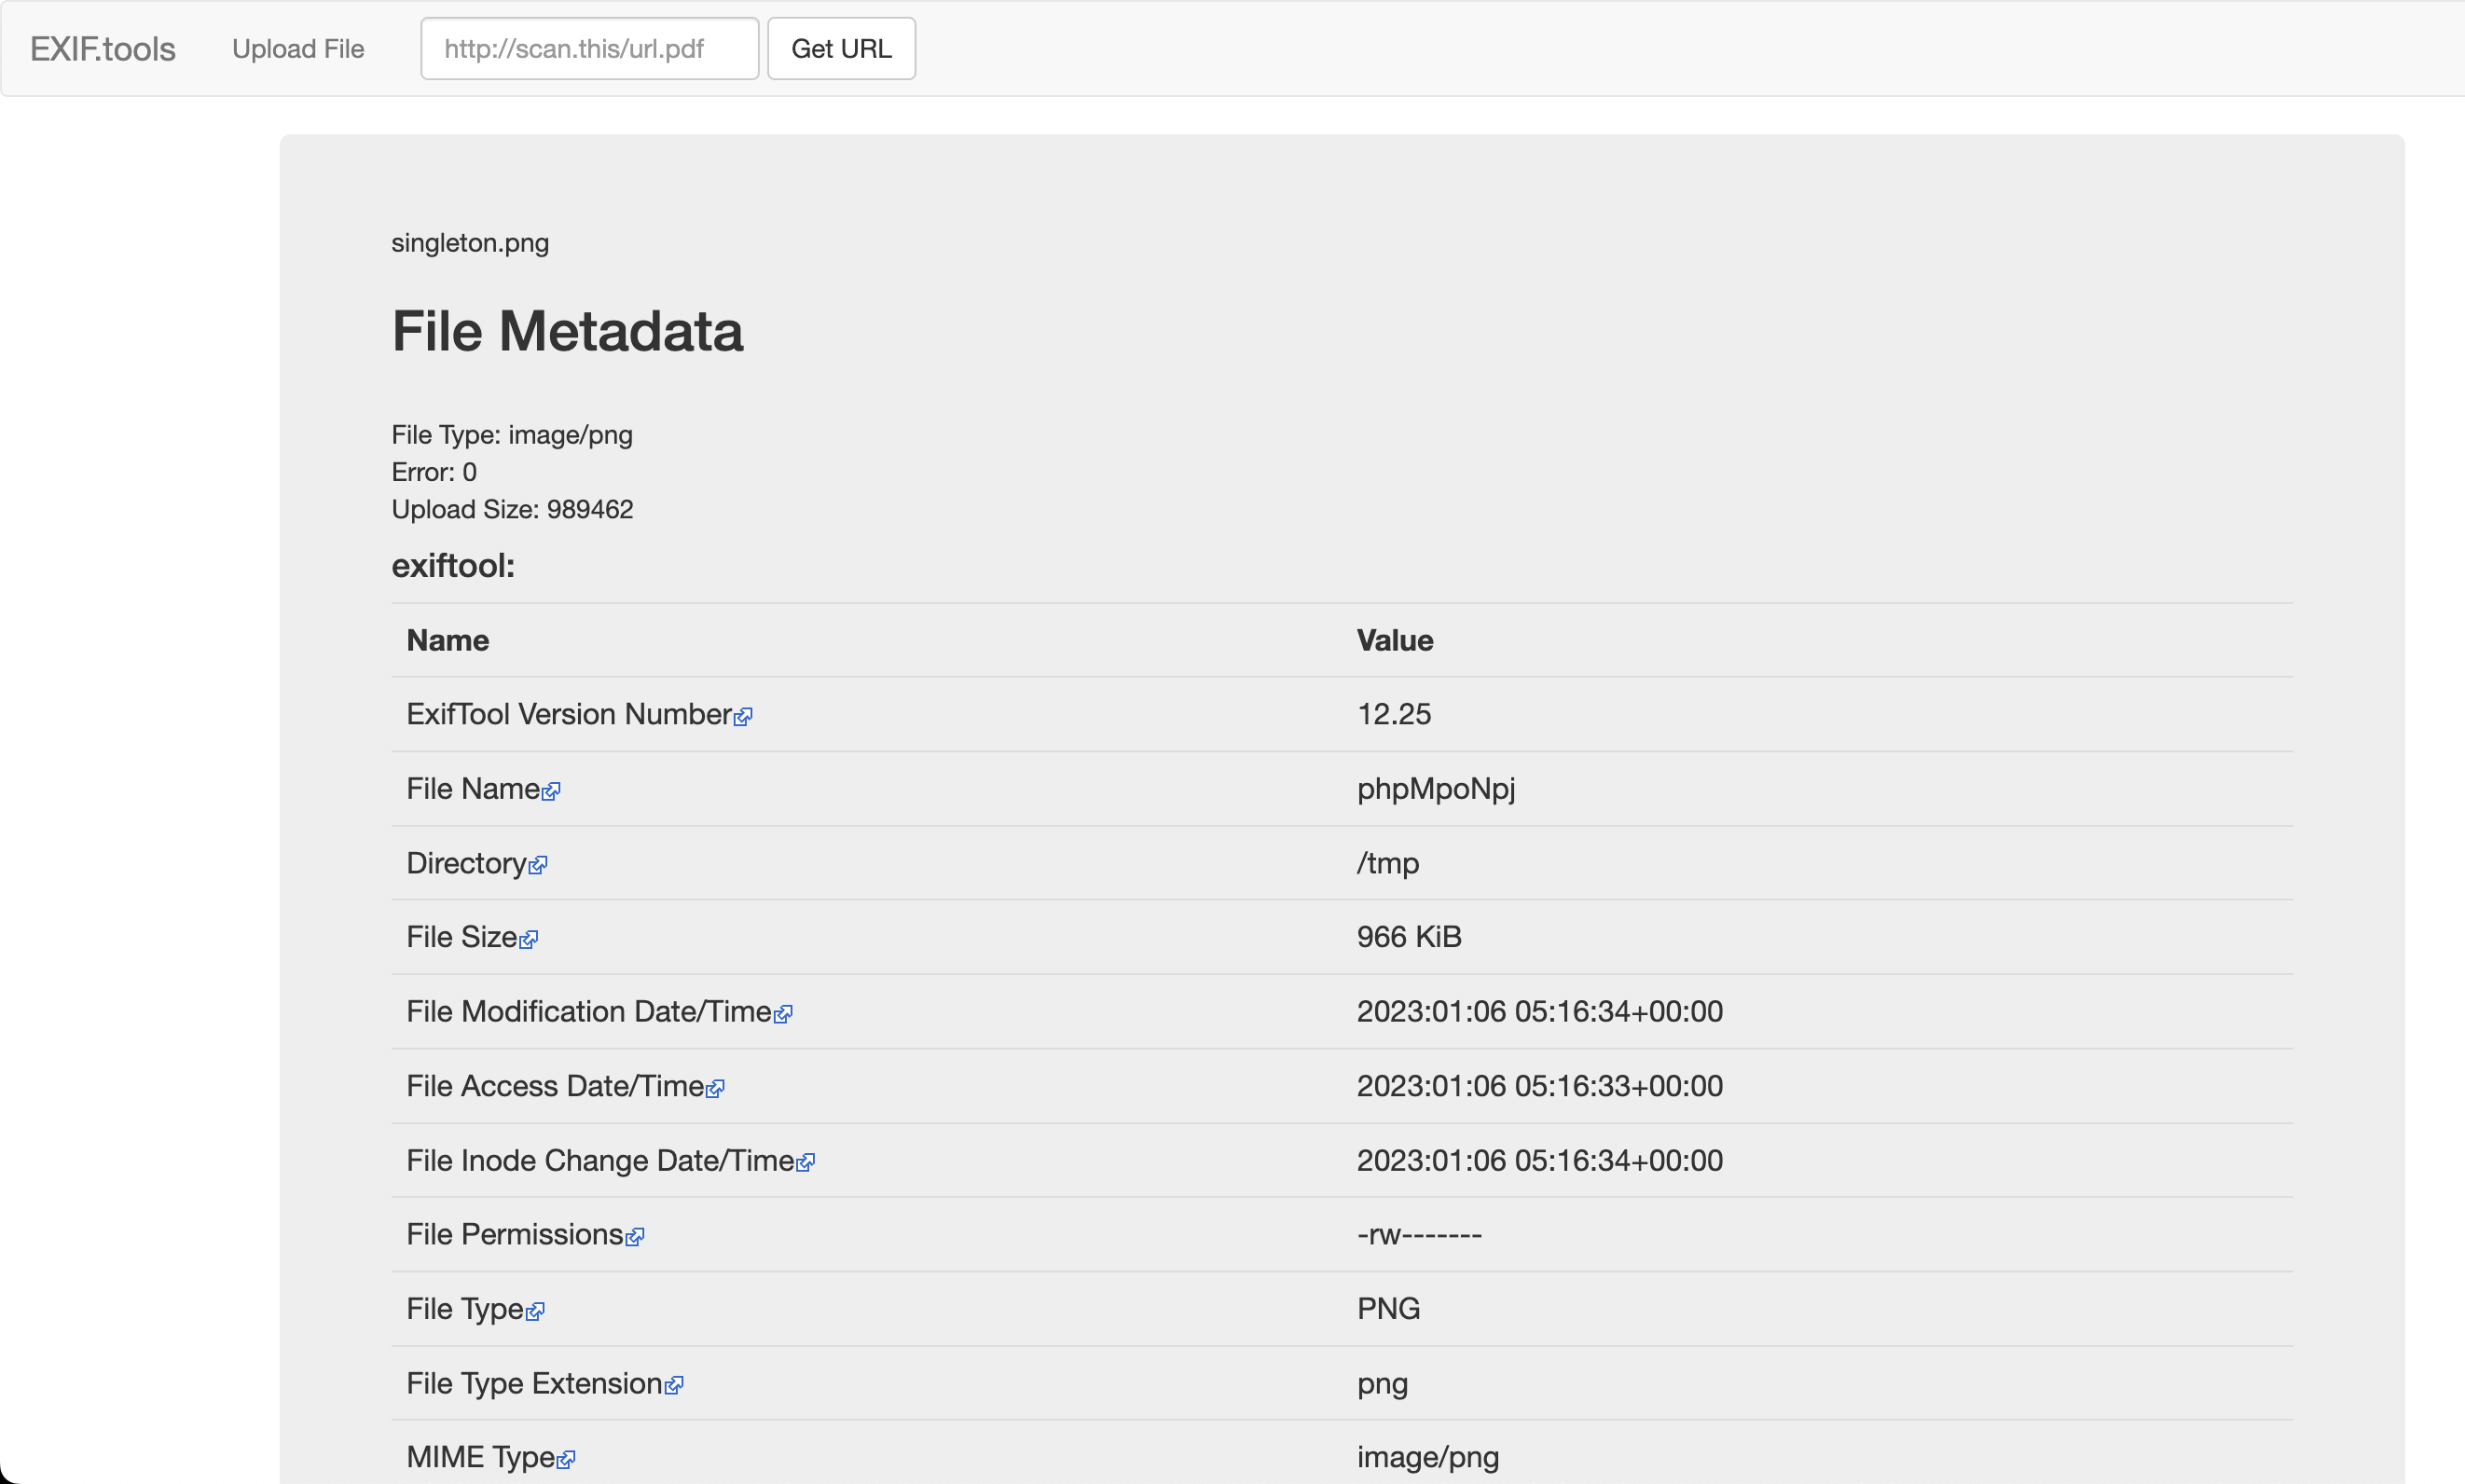 EXIF.tools Upload File http://scan.this/url.pdf Get URL
singleton.png
File Metadata
File Type: image/png
Error: 0
Upload Size: 989462
exiftool:
Name Value
ExifTool Version Number 12.25
File Name phpMpoNpj
Directory /tmp
File Size 966 KiB
File Modification Date/Time 2023:01:06 05:16:34+00:00
File Access Date/Time 2023:01:06 05:16:33+00:00
File Inode Change Date/Time 2023:01:06 05:16:34+00:00
File Permissions -rw-------
File Type PNG
File Type Extension png
MIME Type image/png